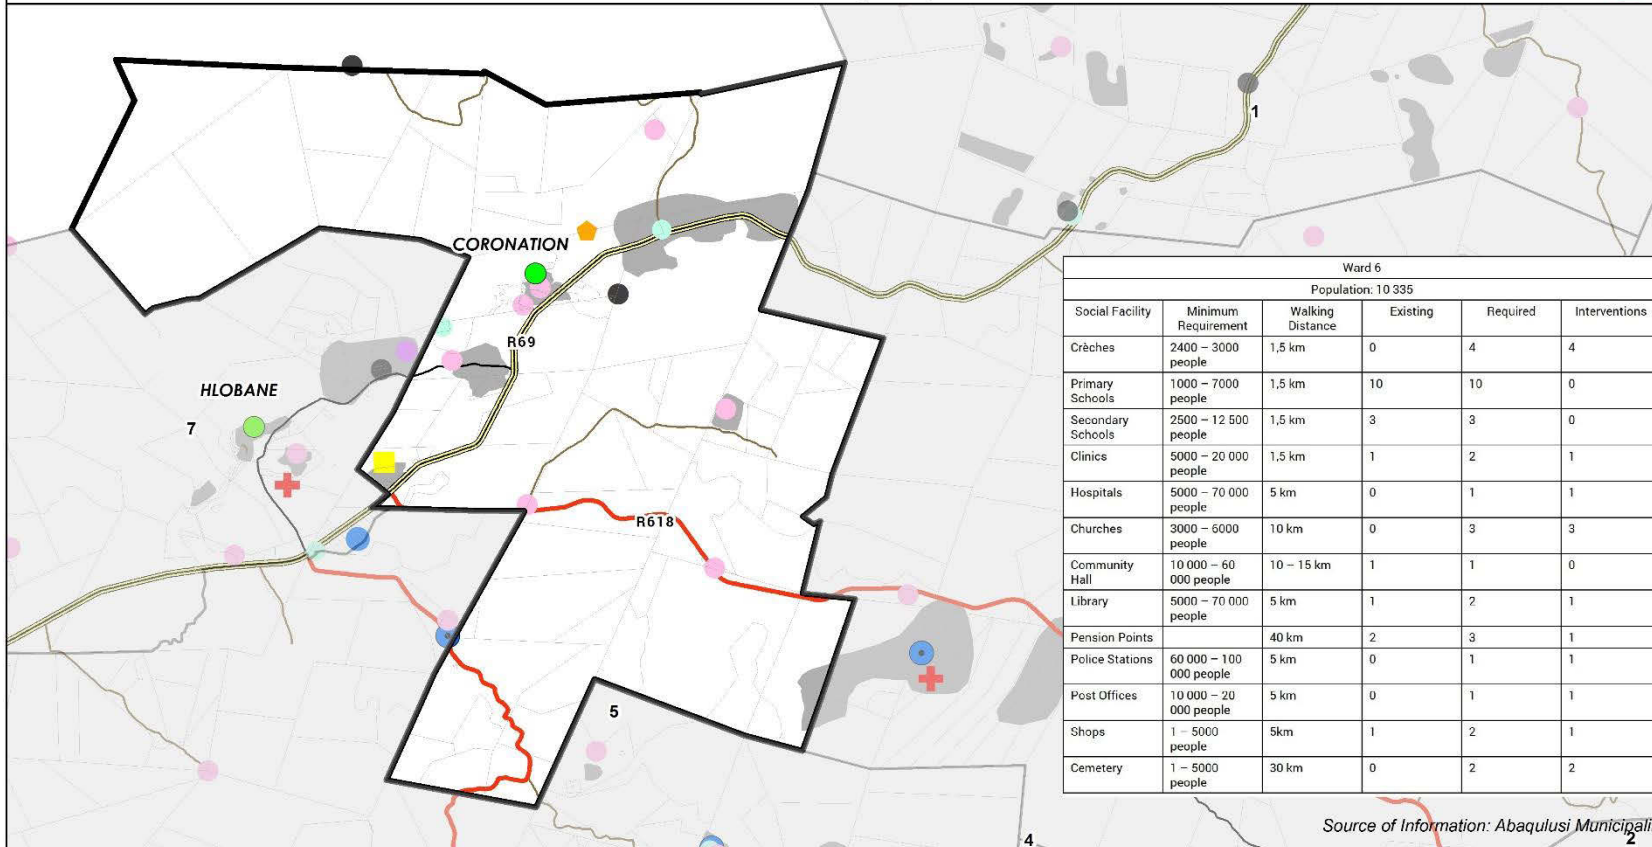 1
CORONATION
R69
HLOBANE
7
R618
5
4
2
Ward 6
Population: 10 335
Social Facility Minimum Requirement Walking Distance Existing Required Interventions
Crèches 2400 – 3000 people 1,5 km 0 4 4
Primary Schools 1000 – 7000 people 1,5 km 10 10 0
Secondary Schools 2500 – 12 500 people 1,5 km 3 3 0
Clinics 5000 – 20 000 people 1,5 km 1 2 1
Hospitals 5000 – 70 000 people 5 km 0 1 1
Churches 3000 – 6000 people 10 km 0 3 3
Community Hall 10 000 – 60 000 people 10 – 15 km 1 1 0
Library 5000 – 70 000 people 5 km 1 2 1
Pension Points 40 km 2 3 1
Police Stations 60 000 – 100 000 people 5 km 0 1 1
Post Offices 10 000 – 20 000 people 5 km 0 1 1
Shops 1 – 5000 people 5km 1 2 1
Cemetery 1 – 5000 people 30 km 0 2 2
Source of Information: Abaqulusi Municipali